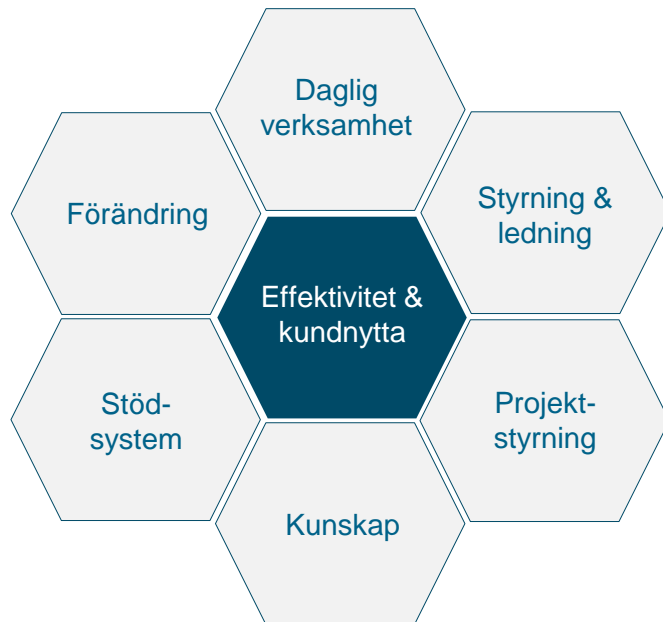 Daglig
verksamhet
Styrning &
ledning
Förändring
Effektivitet &
kundnytta
Projekt-
styrning
Stöd-
system
Kunskap